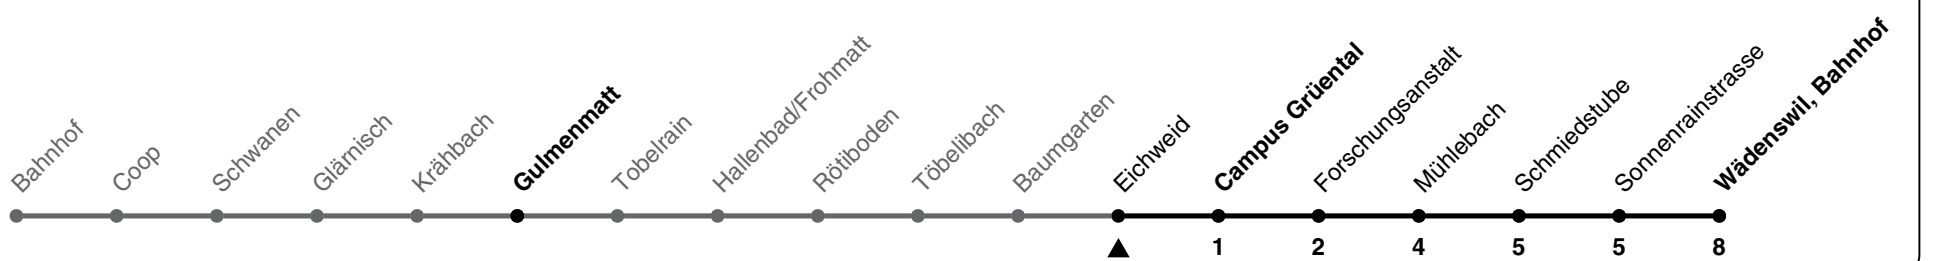 Bahnhof
Coop
Schwanen
Glärnisch
Krähbach
Gulmenmatt
Tobelrain
Hallenbad/Frohmatt
Rötiboden
Töbelibach
Baumgarten
Eichweid
Campus Grüental
Forschungsanstalt
Mühlebach
Schmiedstube
Sonnenrainstrasse
Wädenswil, Bahnhof
1 2 4 5 5 8